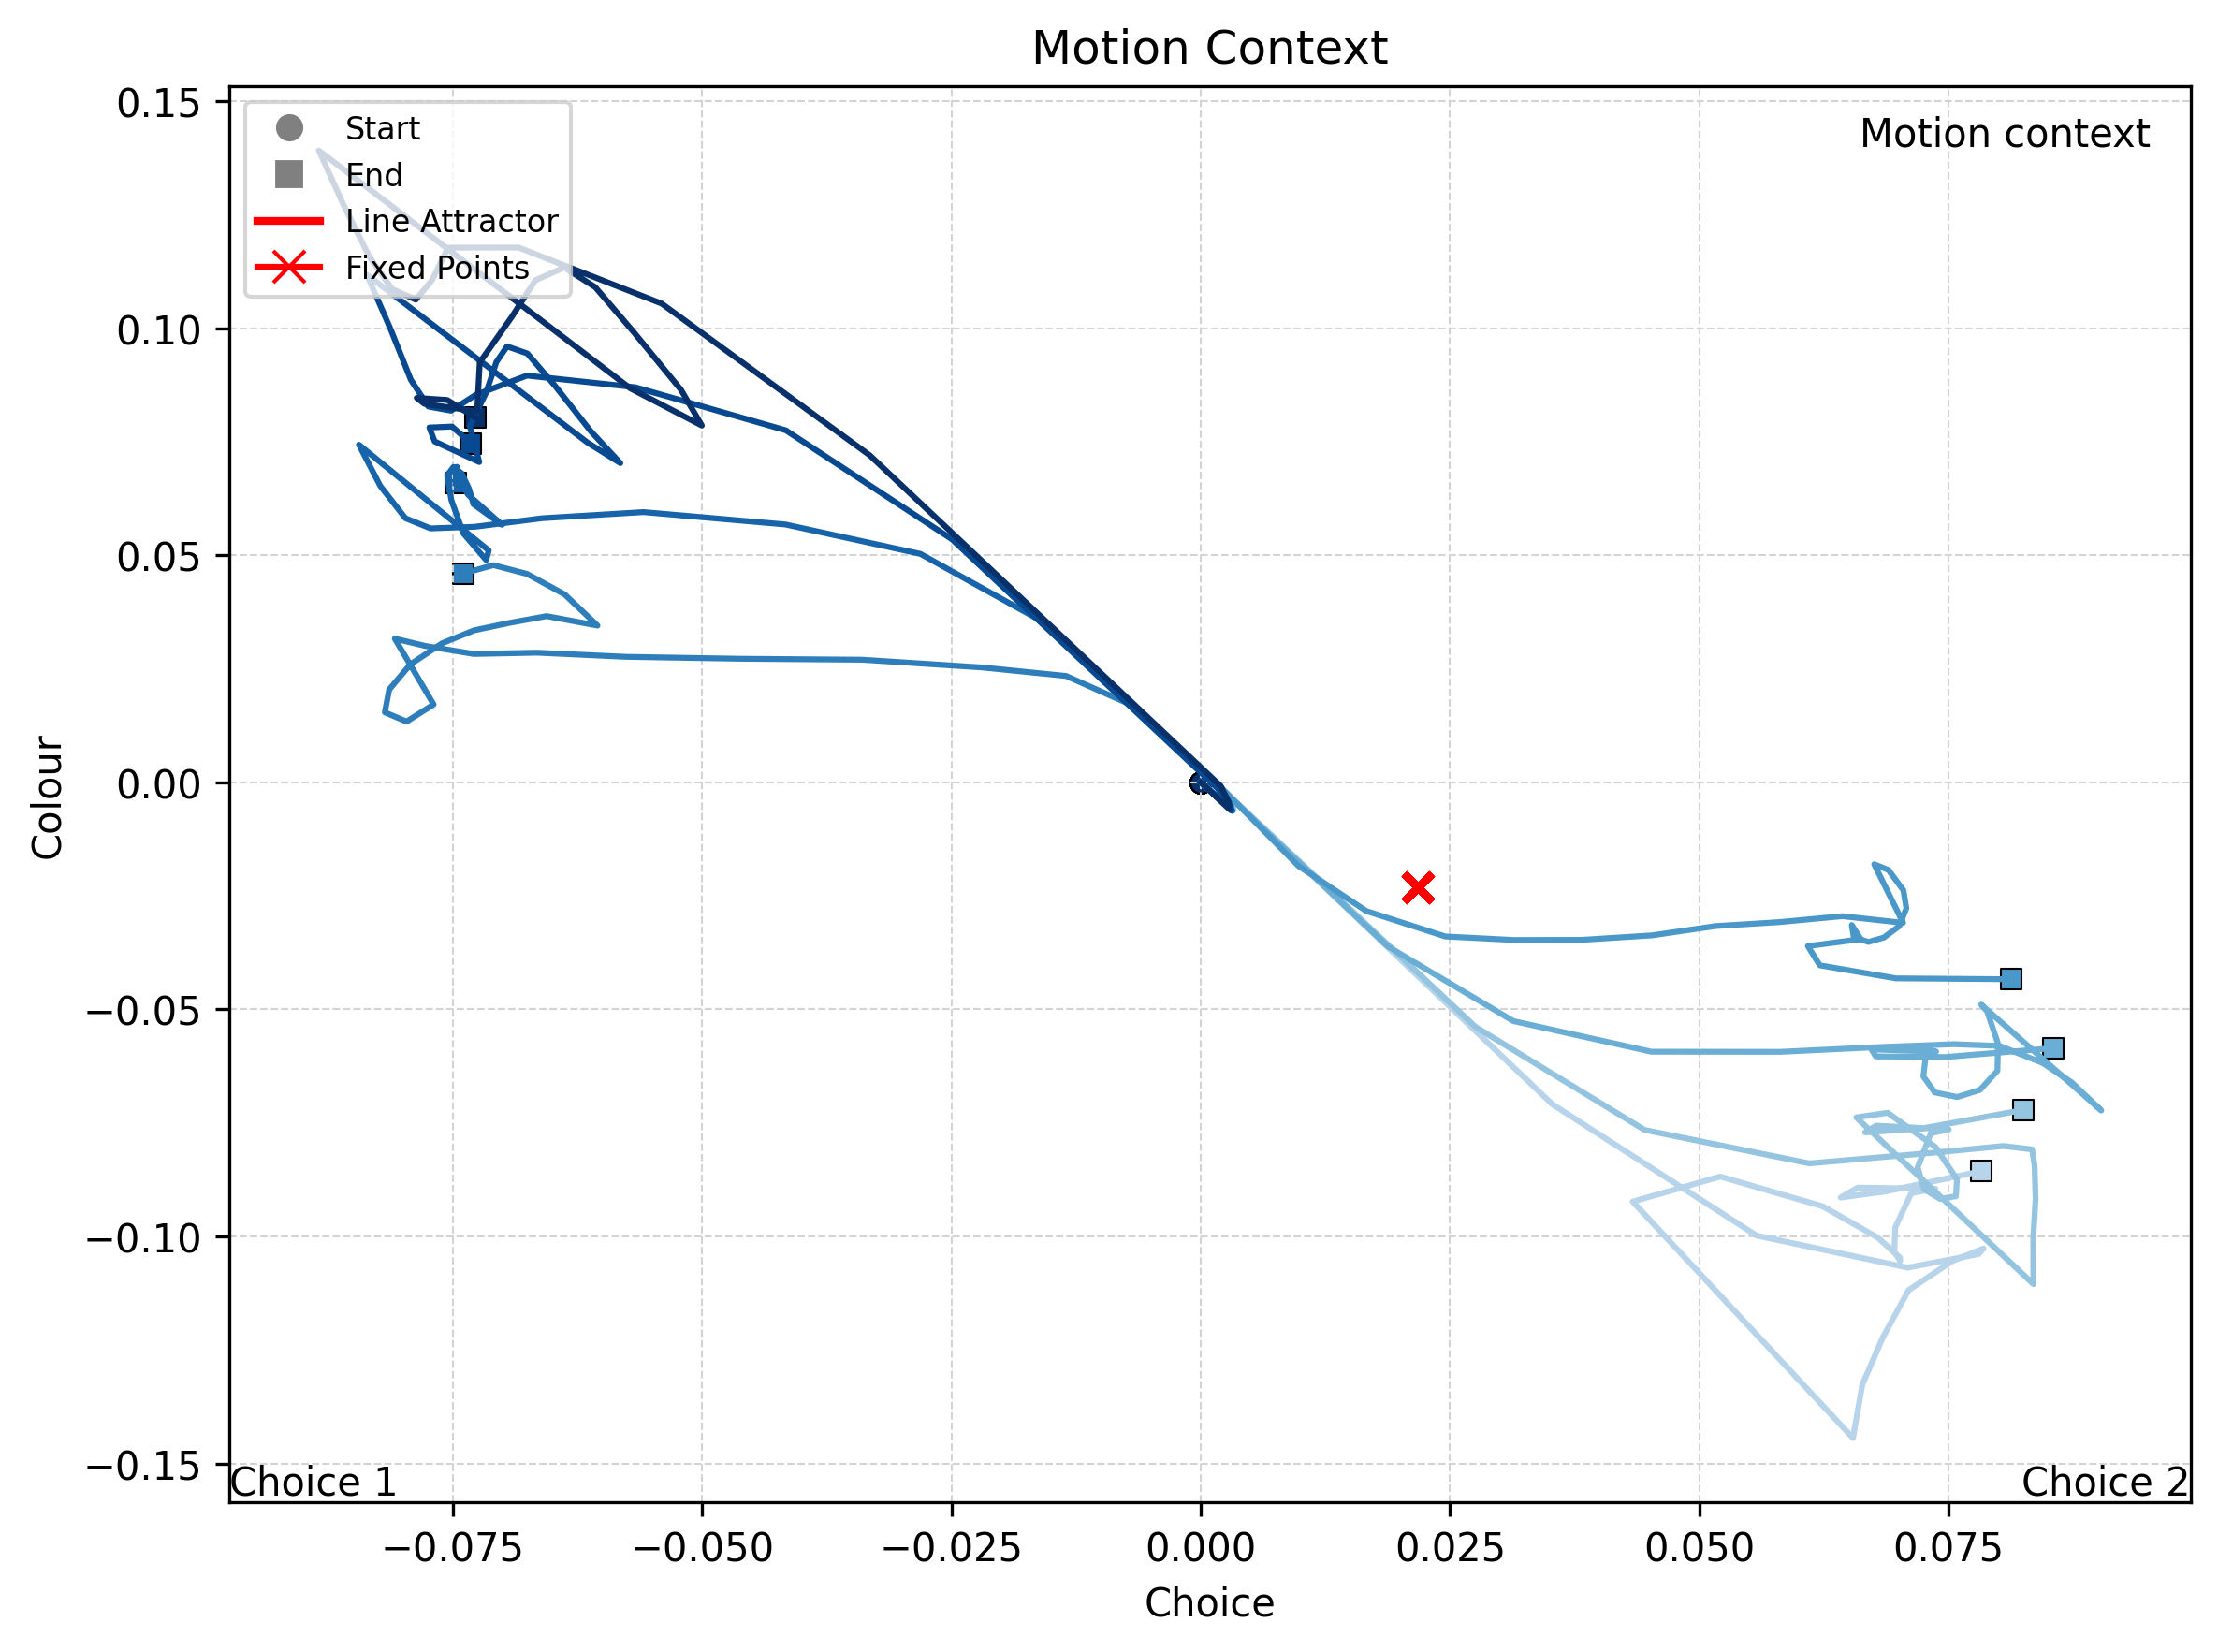 Motion Context
0.15
0.10
0.05
0.00
−0.05
−0.10
−0.15
Colour
Start
End
Line Attractor
Fixed Points
Motion context
Choice 1
Choice 2
−0.075
−0.050
−0.025
0.000
0.025
0.050
0.075
Choice